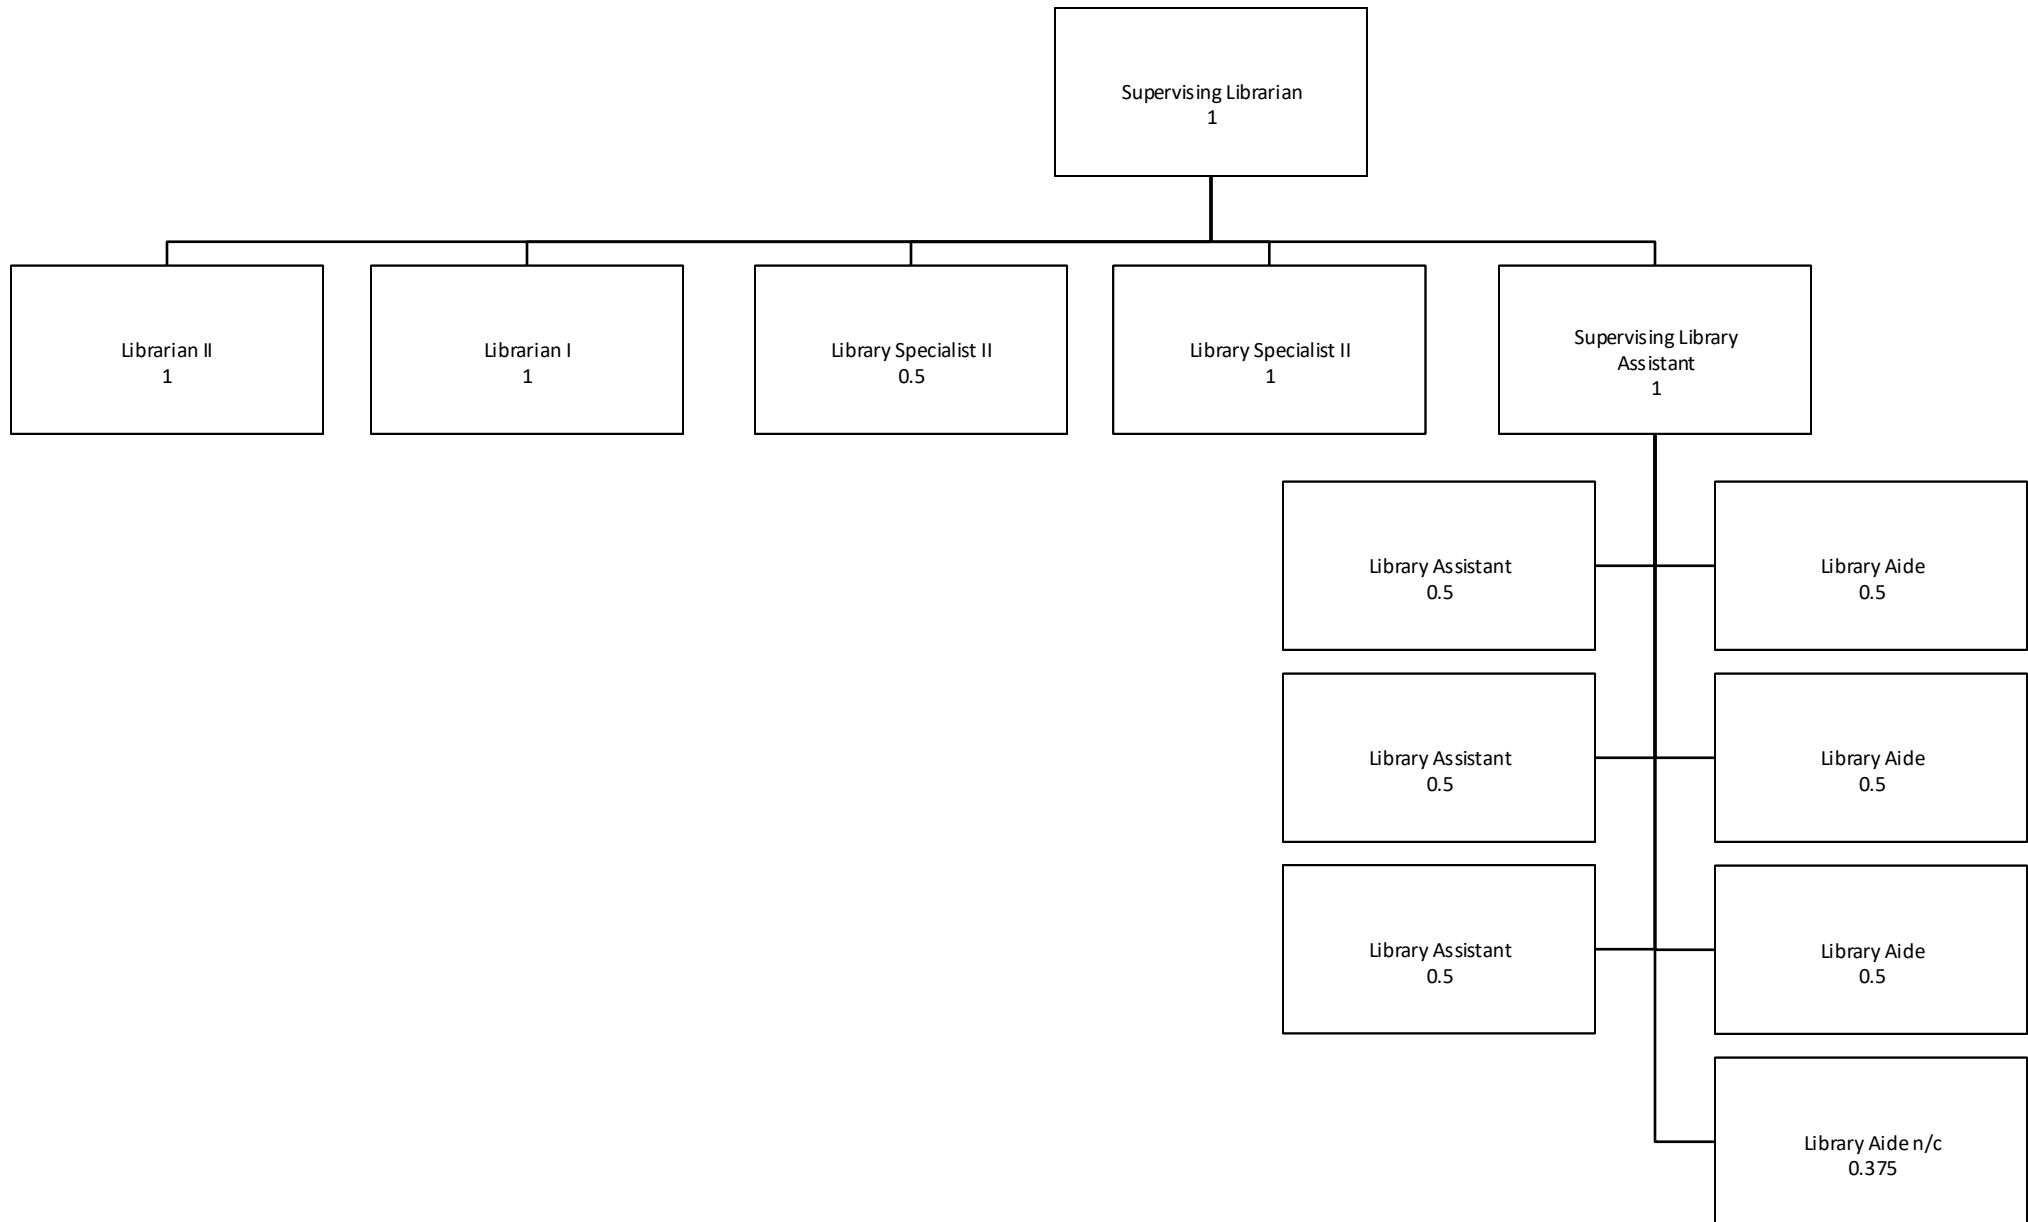 Supervising Librarian
1
Librarian II
1
Librarian I
1
Library Specialist II
0.5
Library Specialist II
1
Supervising Library
Assistant
1
Library Assistant
0.5
Library Aide
0.5
Library Assistant
0.5
Library Aide
0.5
Library Assistant
0.5
Library Aide
0.5
Library Aide n/c
0.375